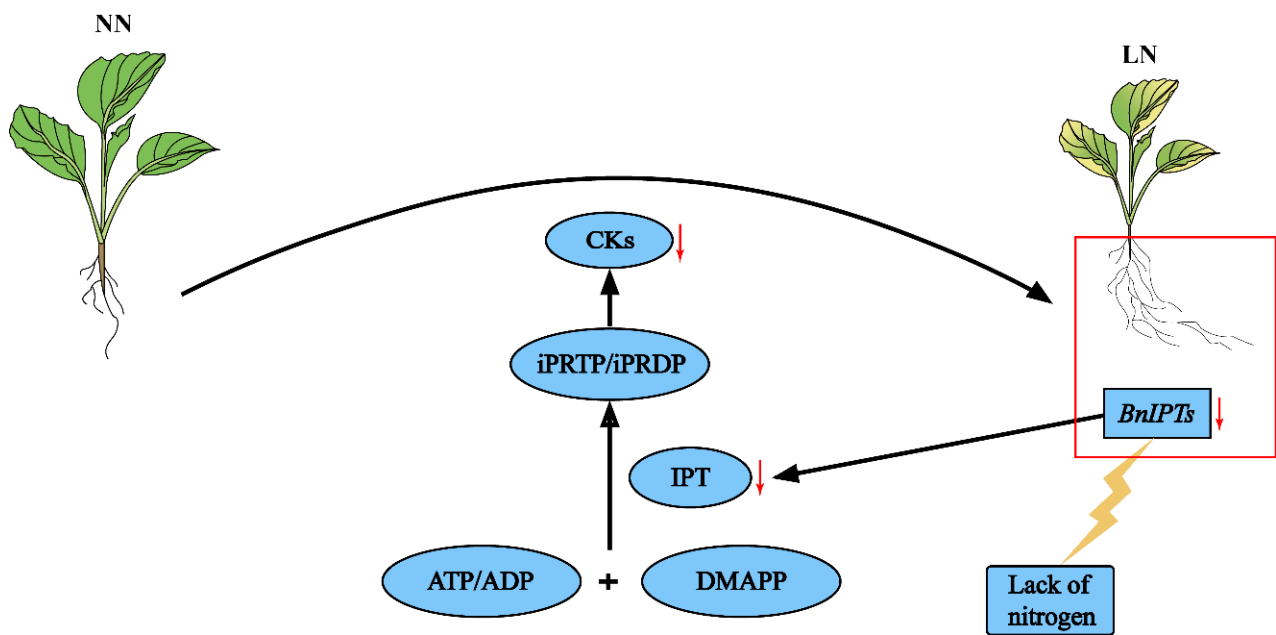 NN
LN
CKs
iPRTP/iPRDP
BnIPTs
IPT
ATP/ADP + DMAPP
Lack of
nitrogen